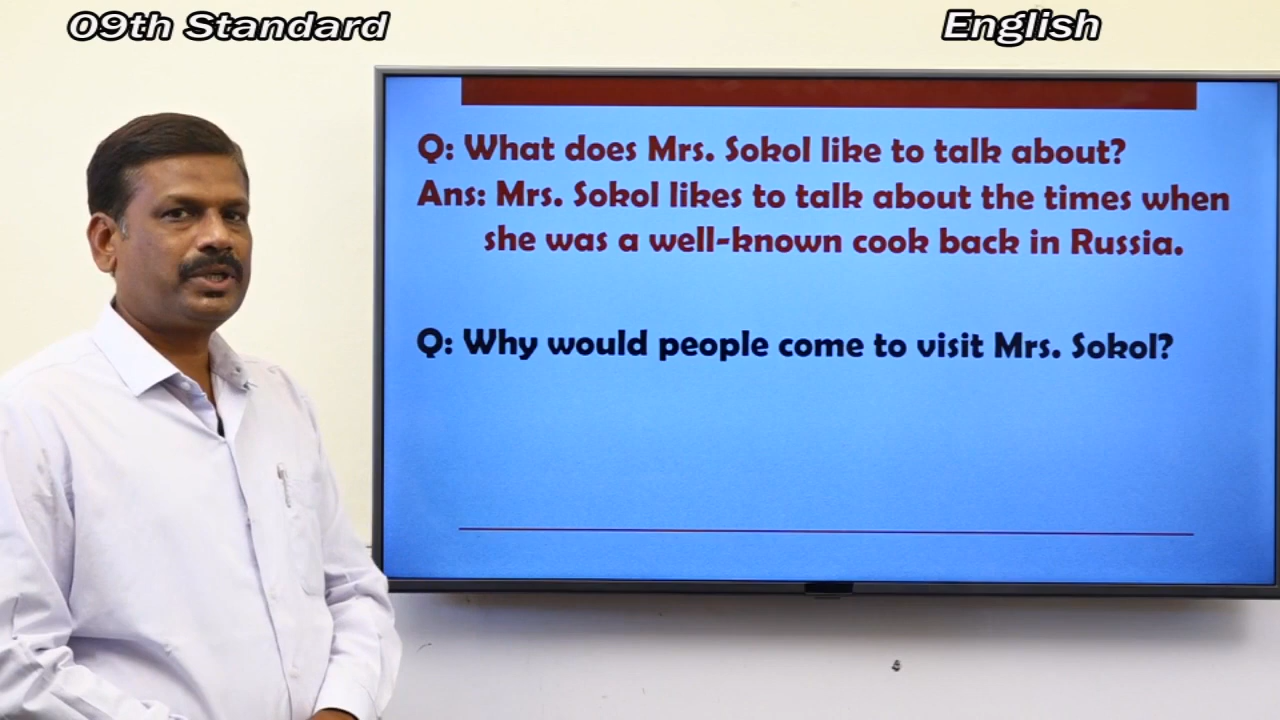 09th Standard
English
Q: What does Mrs. Sokol like to talk about?
Ans: Mrs. Sokol likes to talk about the times when
she was a well-known cook back in Russia.
Q: Why would people come to visit Mrs. Sokol?